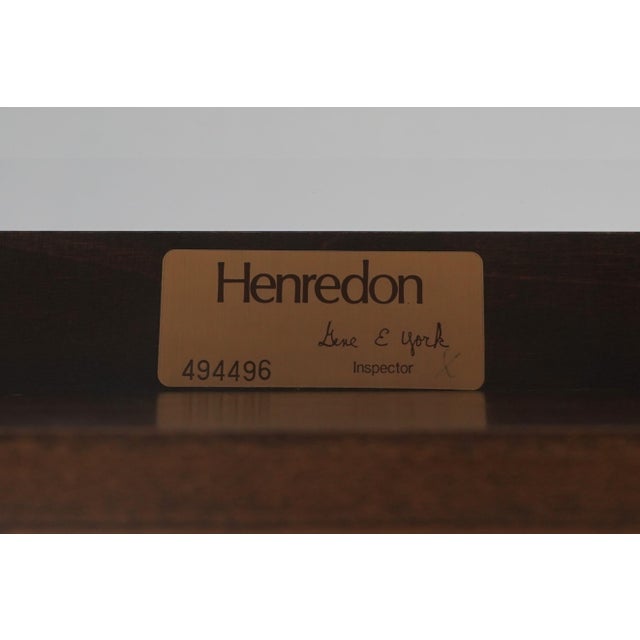 Henredon
Gene E York
494496
Inspector X